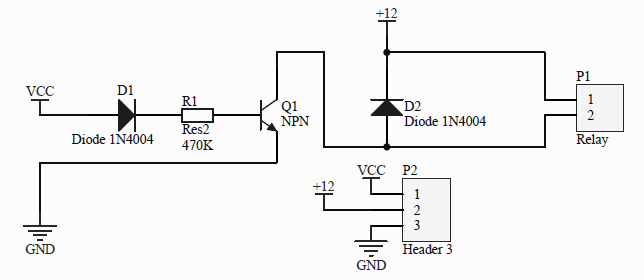 +12
P1
VCC
D1
R1
1
2
Q1
NPN
D2
Diode 1N4004
Diode 1N4004
Res2
470K
Relay
VCC
P2
+12
1
2
3
GND
GND
Header 3